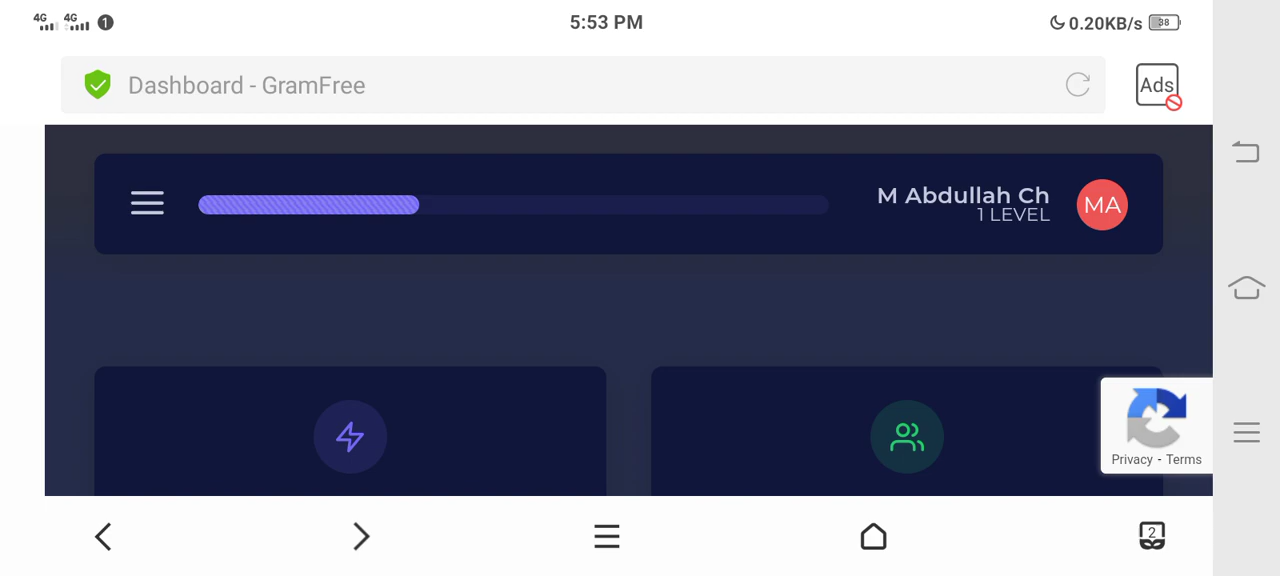 4G 4G 1 5:53 PM 0.20KB/s 38
Dashboard - GramFree
Ads
M Abdullah Ch
1 LEVEL
MA
Privacy - Terms
2